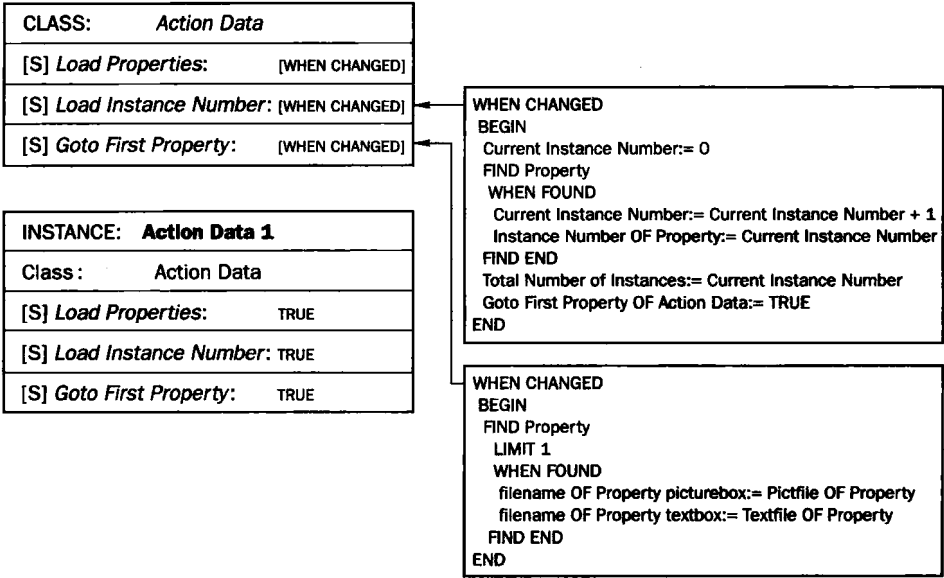 CLASS: Action Data
[S] Load Properties: [WHEN CHANGED]
[S] Load Instance Number: [WHEN CHANGED]
[S] Goto First Property: [WHEN CHANGED]
INSTANCE: Action Data 1
Class: Action Data
[S] Load Properties: TRUE
[S] Load Instance Number: TRUE
[S] Goto First Property: TRUE
WHEN CHANGED
BEGIN
Current Instance Number:= 0
FIND Property
WHEN FOUND
Current Instance Number:= Current Instance Number + 1
Instance Number OF Property:= Current Instance Number
FIND END
Total Number of Instances:= Current Instance Number
Goto First Property OF Action Data:= TRUE
END
WHEN CHANGED
BEGIN
FIND Property
LIMIT 1
WHEN FOUND
filename OF Property picturebox:= Pictfile OF Property
filename OF Property textbox:= Textfile OF Property
FIND END
END